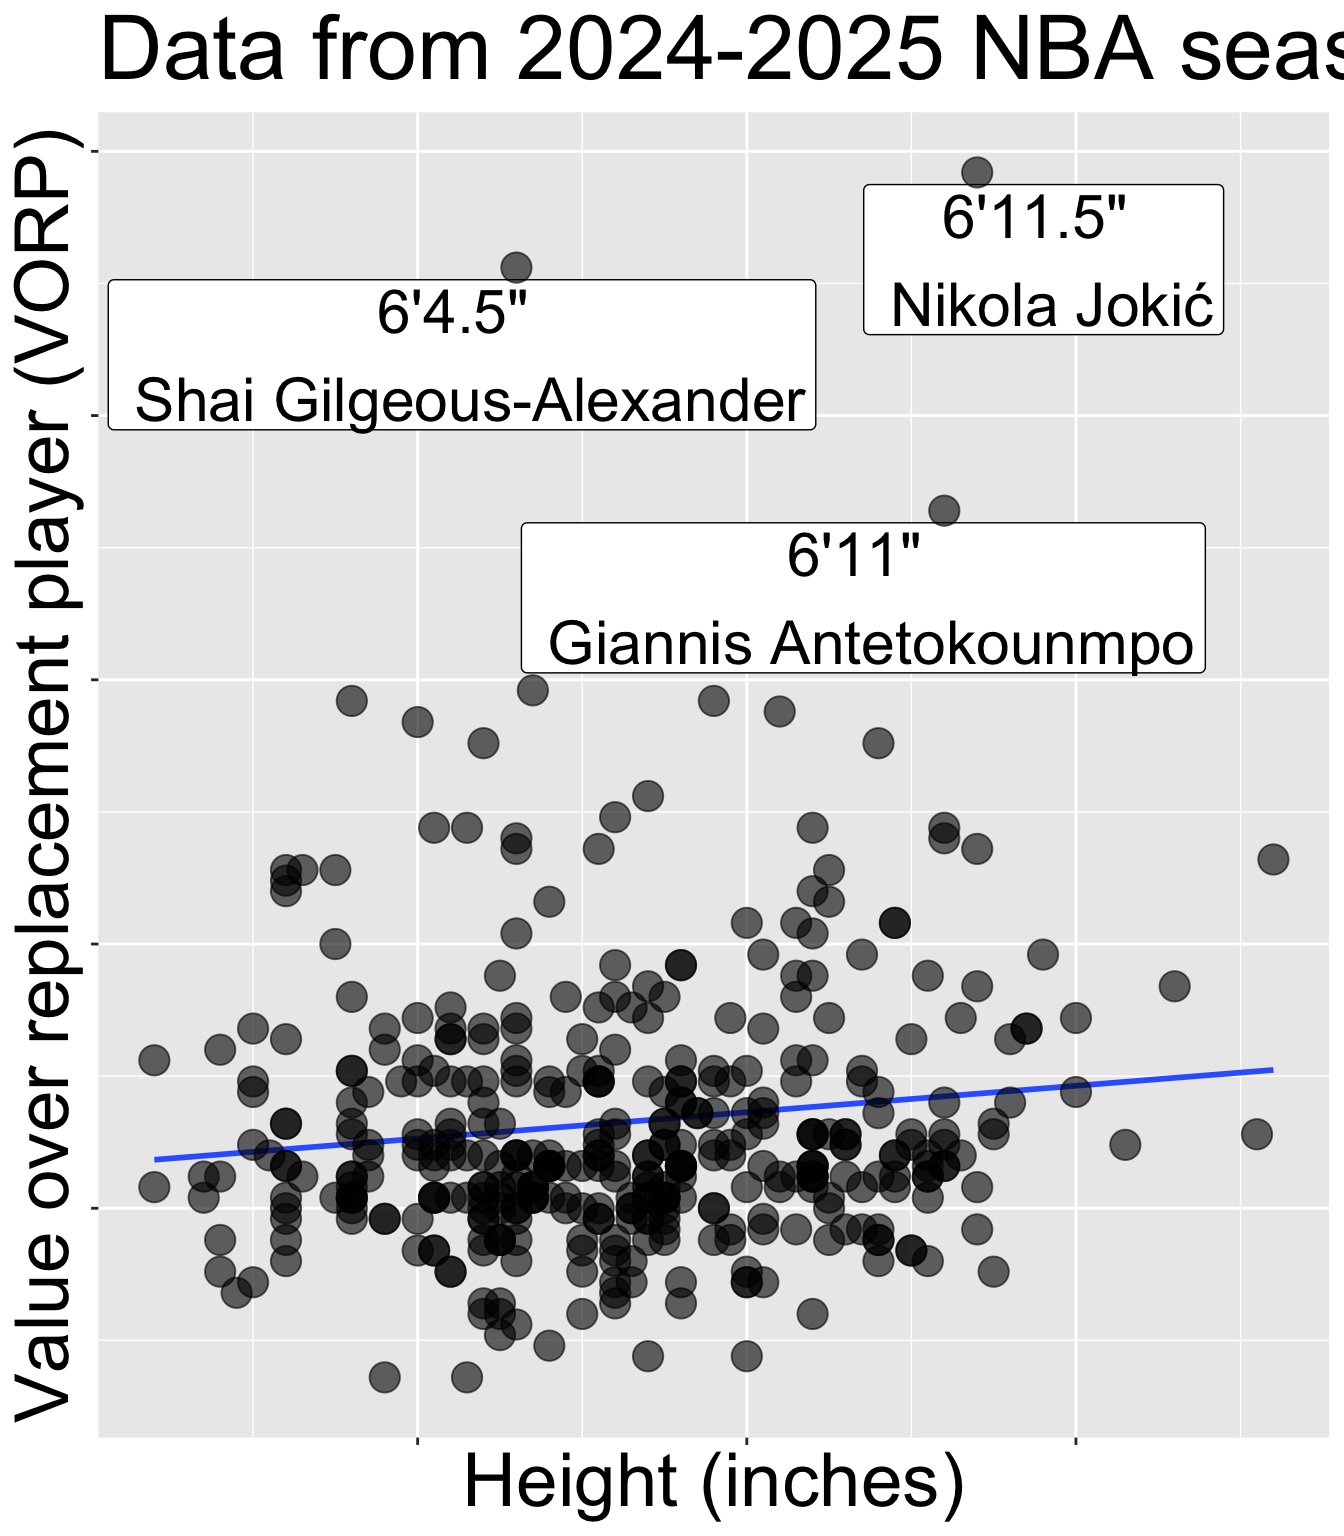 Data from 2024-2025 NBA seas
Value over replacement player (VORP)
6'11.5"
Nikola Jokić
6'4.5"
Shai Gilgeous-Alexander
6'11"
Giannis Antetokounmpo
Height (inches)